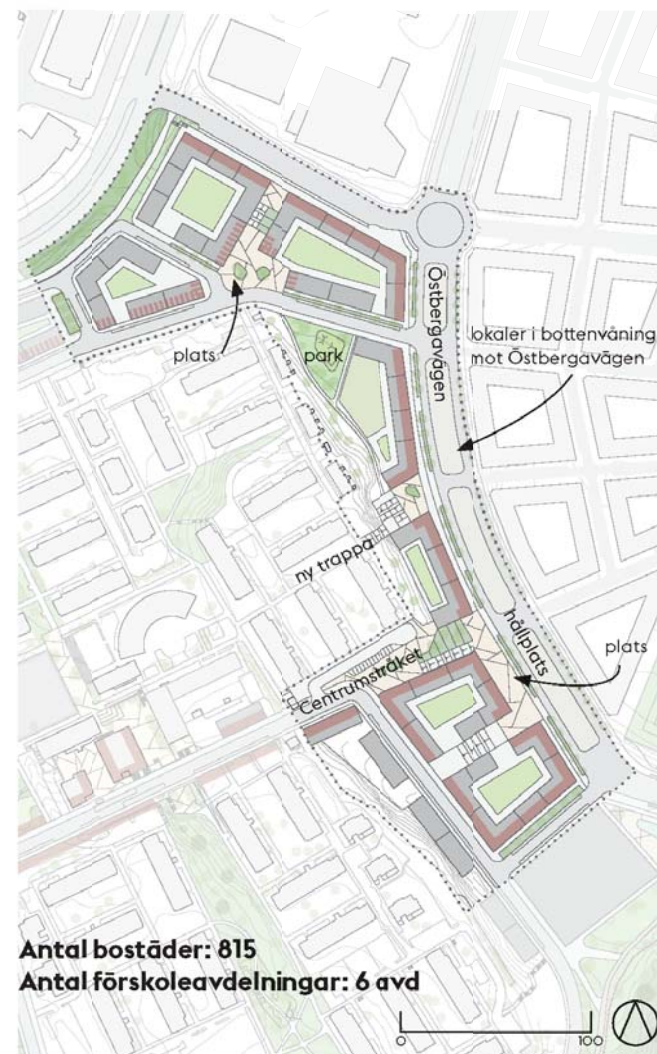 Östbergavägen
lokaler i bottenvåning
mot Östbergavägen
plats
park
ny trappa
hållplats
plats
Centrumstråket
Antal bostäder: 815
Antal förskoleavdelningar: 6 avd
0 100